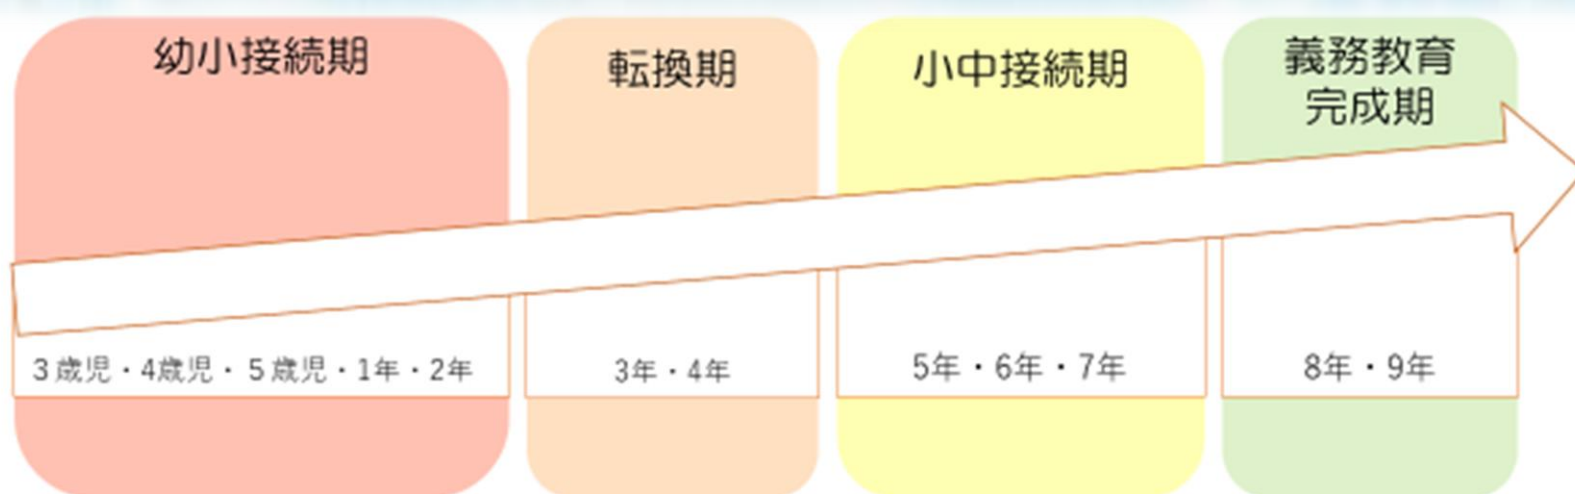 幼小接続期
転換期
小中接続期
義務教育
完成期
3歳児・4歳児・5歳児・1年・2年
3年・4年
5年・6年・7年
8年・9年